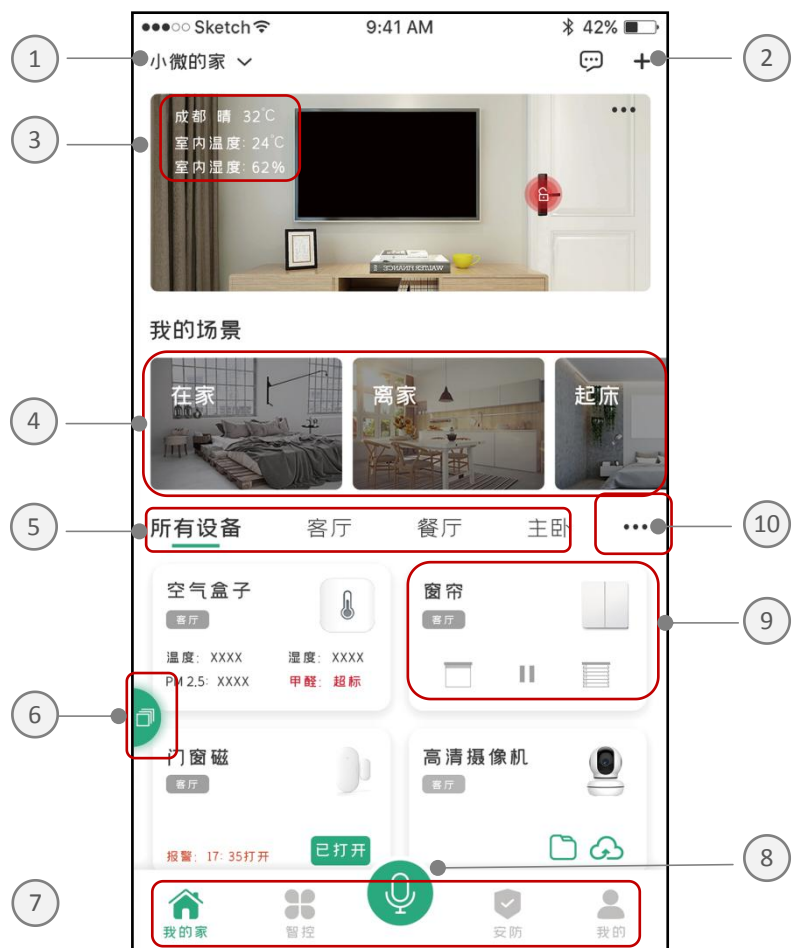 Sketch 9:41 AM 42%
1 小微的家 2
成都 晴 32℃
3 室内温度: 24℃
室内湿度: 62%
我的场景
在家 离家 起床
4
5 所有设备 客厅 餐厅 主卧 10
空气盒子 窗帘
客厅 客厅
9
温度: XXXX 湿度: XXXX
PM2.5: XXXX 甲醛: 超标
6
门窗磁 高清摄像机
客厅 客厅
报警: 17: 35打开 已打开
8
7 我的家 智控 安防 我的